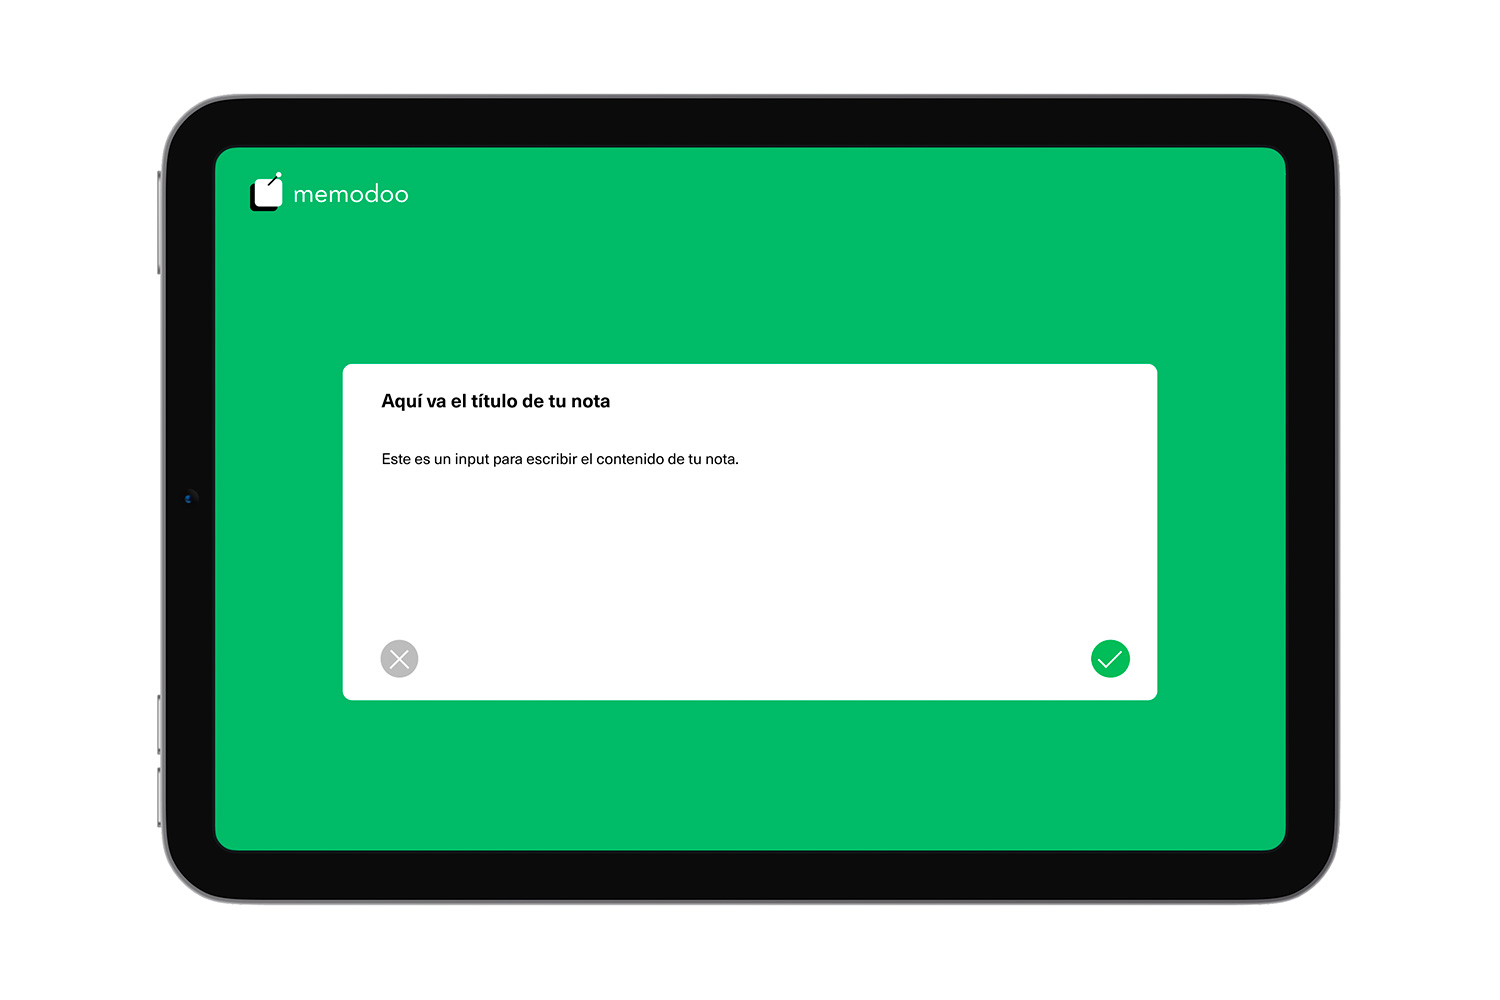 memodoo
Aquí va el título de tu nota
Este es un input para escribir el contenido de tu nota.